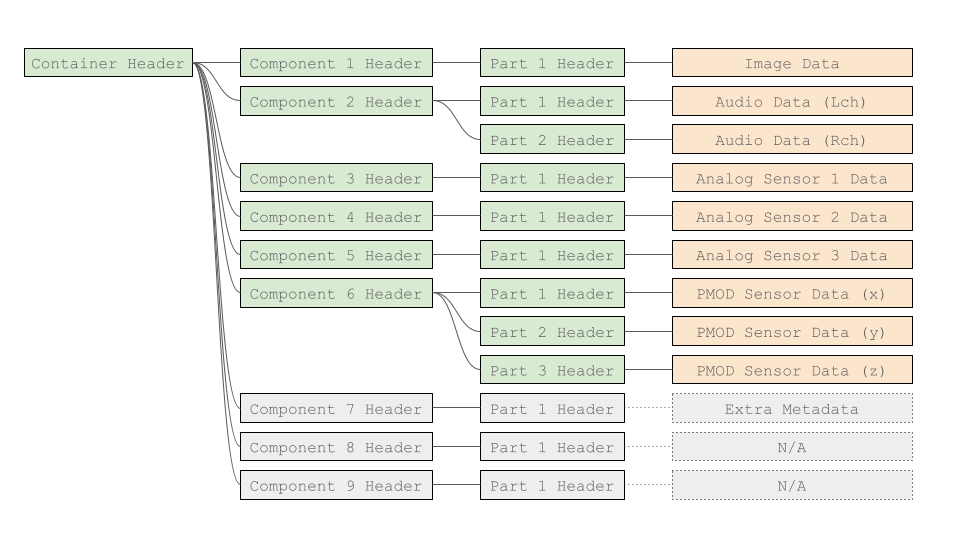 Container Header
Component 1 Header
Part 1 Header
Image Data
Component 2 Header
Part 1 Header
Audio Data (Lch)
Part 2 Header
Audio Data (Rch)
Component 3 Header
Part 1 Header
Analog Sensor 1 Data
Component 4 Header
Part 1 Header
Analog Sensor 2 Data
Component 5 Header
Part 1 Header
Analog Sensor 3 Data
Component 6 Header
Part 1 Header
PMOD Sensor Data (x)
Part 2 Header
PMOD Sensor Data (y)
Part 3 Header
PMOD Sensor Data (z)
Component 7 Header
Part 1 Header
Extra Metadata
Component 8 Header
Part 1 Header
N/A
Component 9 Header
Part 1 Header
N/A